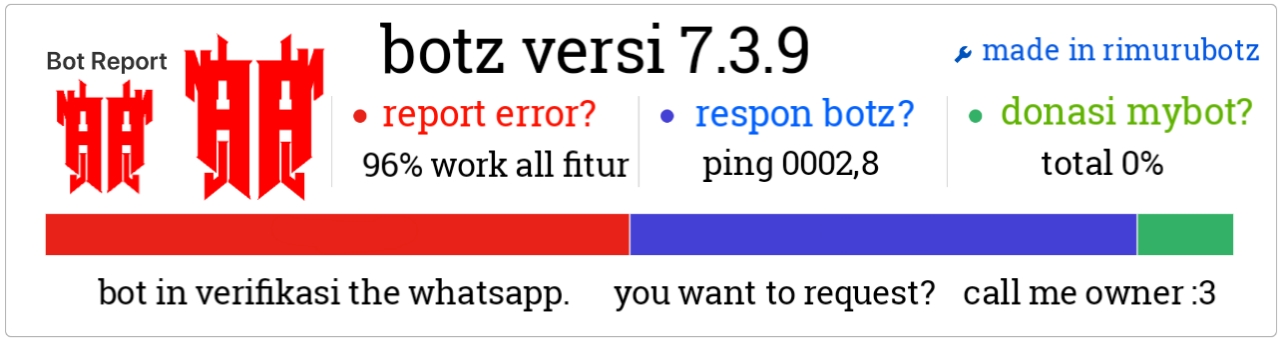 Bot Report
botz versi 7.3.9
made in rimurubotz
report error?
96% work all fitur
respon botz?
ping 0002,8
donasi mybot?
total 0%
bot in verifikasi the whatsapp. you want to request? call me owner :3